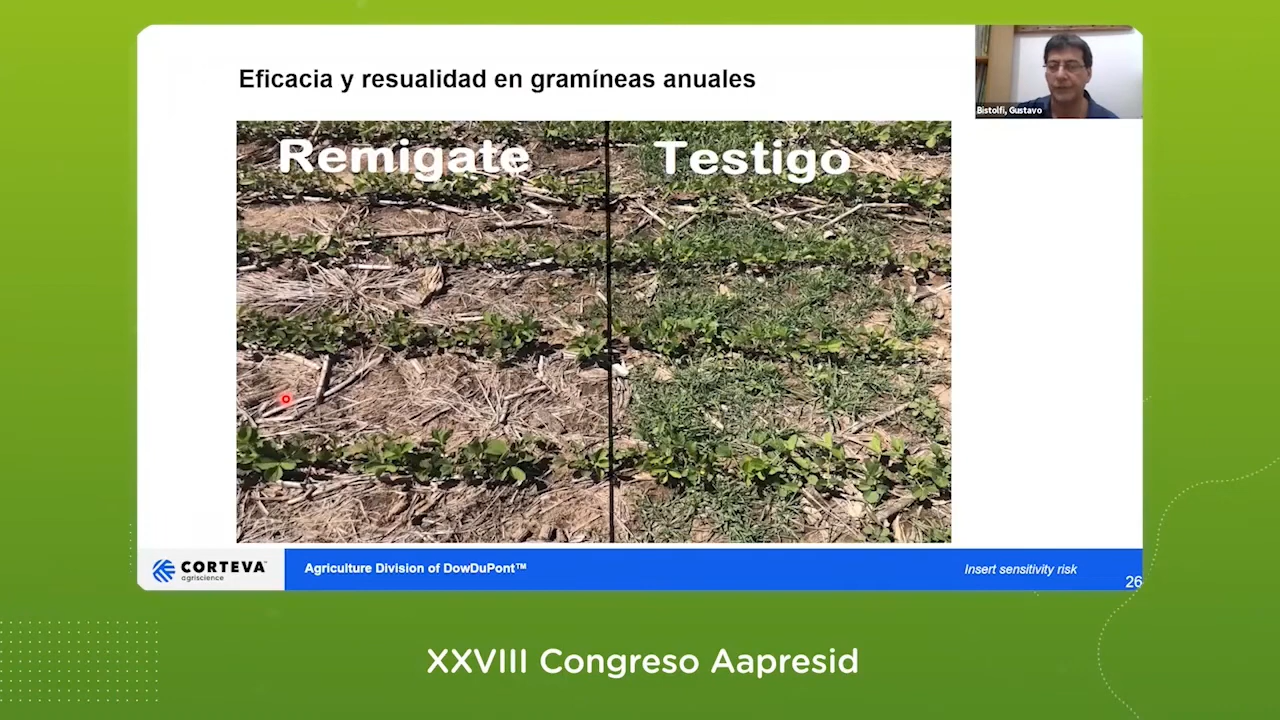 Eficacia y resualidad en gramíneas anuales
Bistolfi, Gustavo
Remigate
Testigo
CORTEVA™
agriscience
Agriculture Division of DowDuPont™
Insert sensitivity risk
26
XXVIII Congreso Aapresid